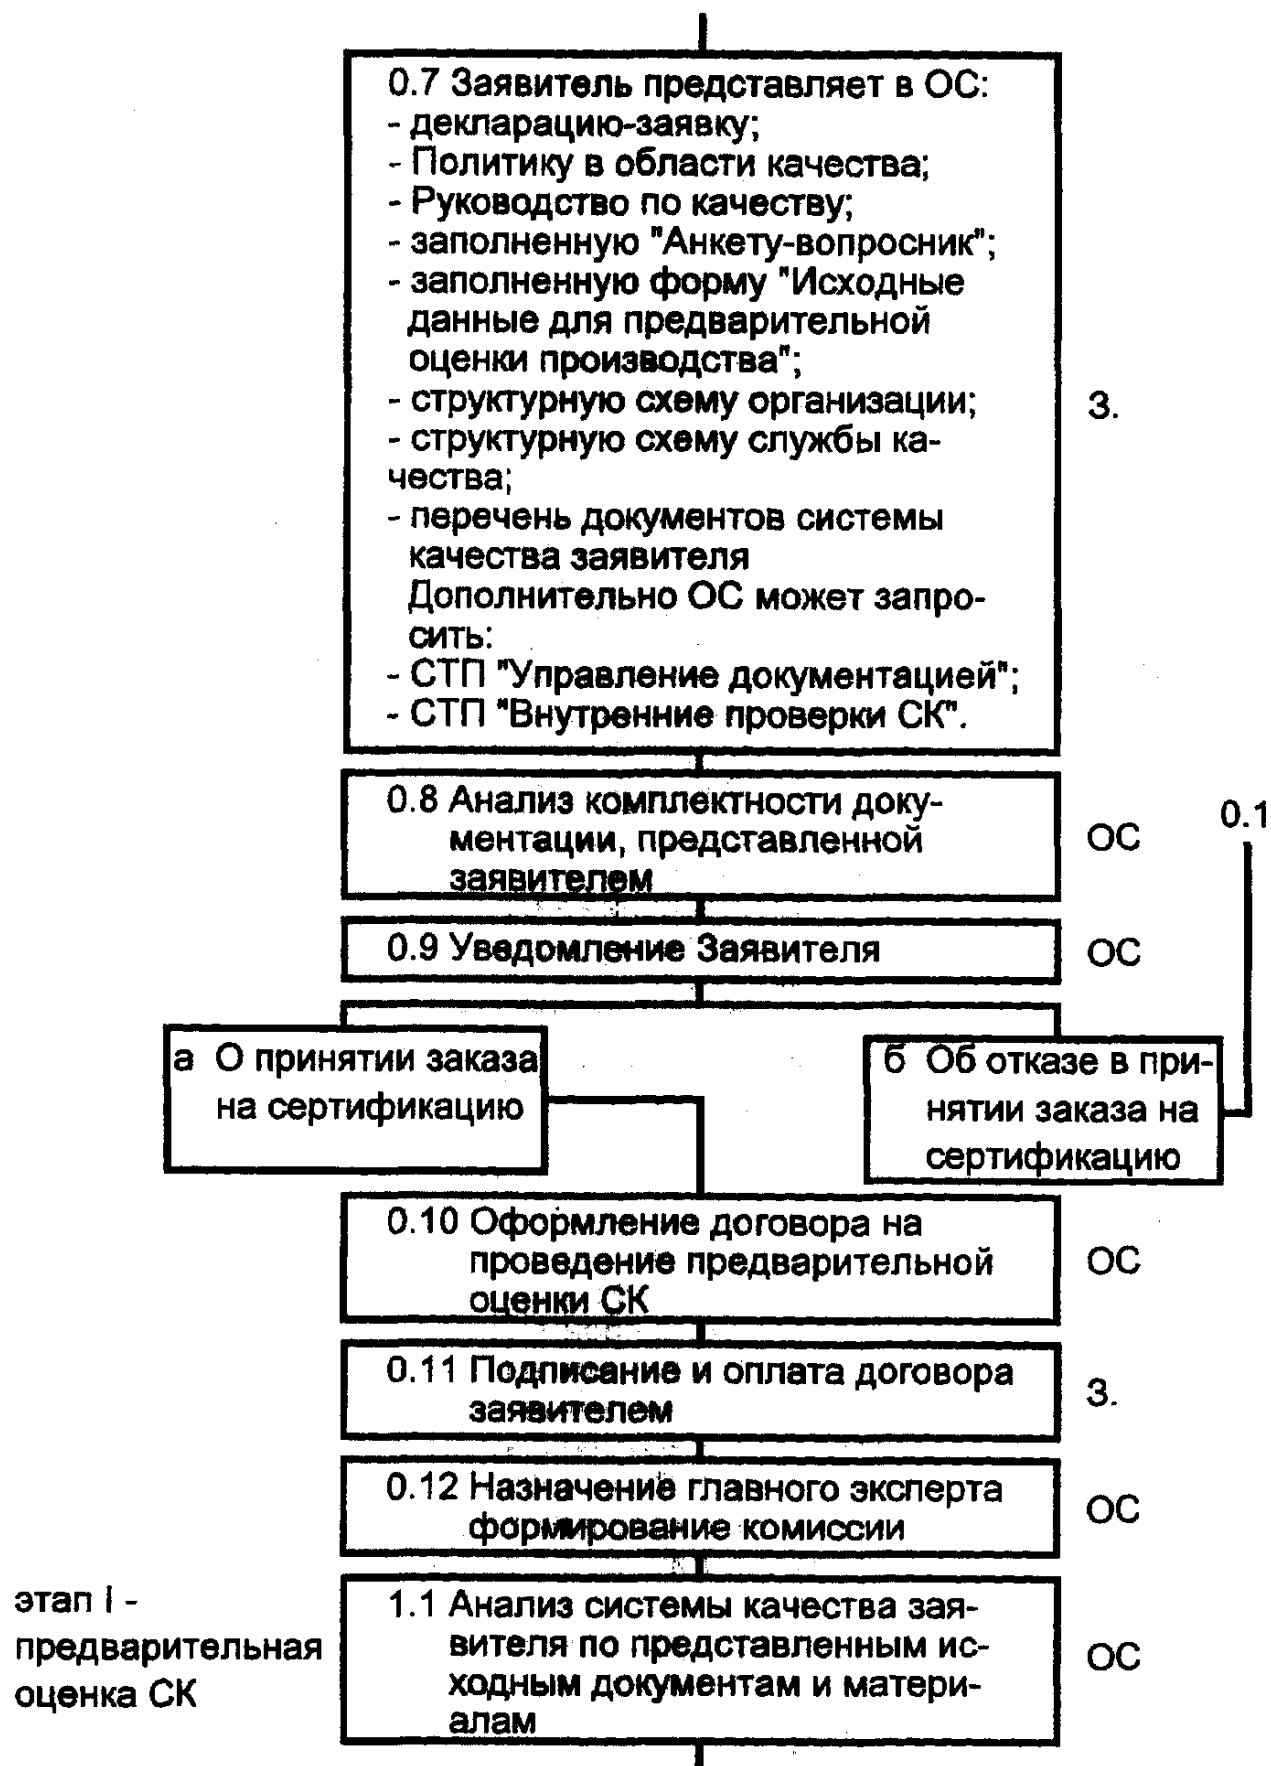 0.7 Заявитель представляет в ОС:
- декларацию-заявку;
- Политику в области качества;
- Руководство по качеству;
- заполненную "Анкету-вопросник";
- заполненную форму "Исходные
данные для предварительной
оценки производства";
- структурную схему организации;
- структурную схему службы ка-
чества;
- перечень документов системы
качества заявителя
Дополнительно ОС может запро-
сить:
- СТП "Управление документацией";
- СТП "Внутренние проверки СК".
З.
0.8 Анализ комплектности доку-
ментации, представленной
заявителем
ОС
0.1
0.9 Уведомление Заявителя
ОС
а О принятии заказа
на сертификацию
б Об отказе в при-
нятии заказа на
сертификацию
0.10 Оформление договора на
проведение предварительной
оценки СК
ОС
0.11 Подписание и оплата договора
заявителем
З.
0.12 Назначение главного эксперта
формирование комиссии
ОС
этап I -
предварительная
оценка СК
1.1 Анализ системы качества зая-
вителя по представленным ис-
ходным документам и матери-
алам
ОС